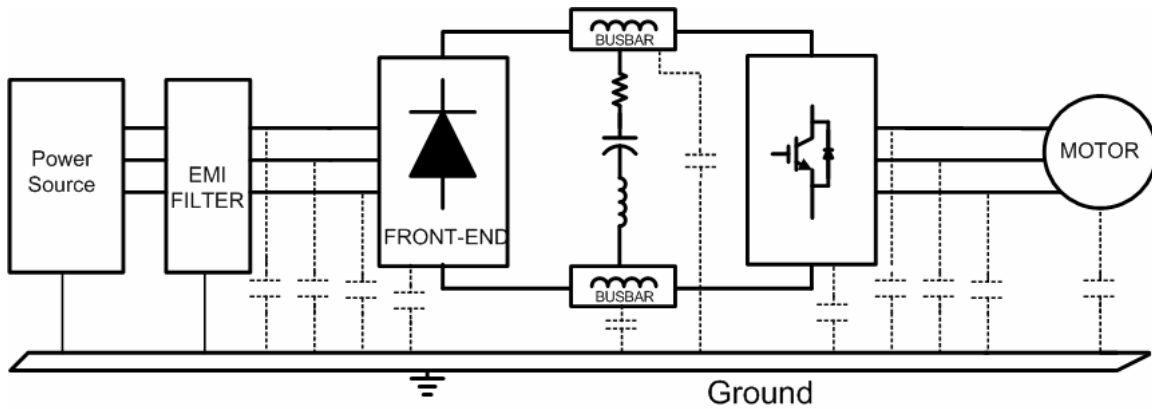 BUSBAR
Power
Source
EMI
FILTER
FRONT-END
MOTOR
BUSBAR
Ground